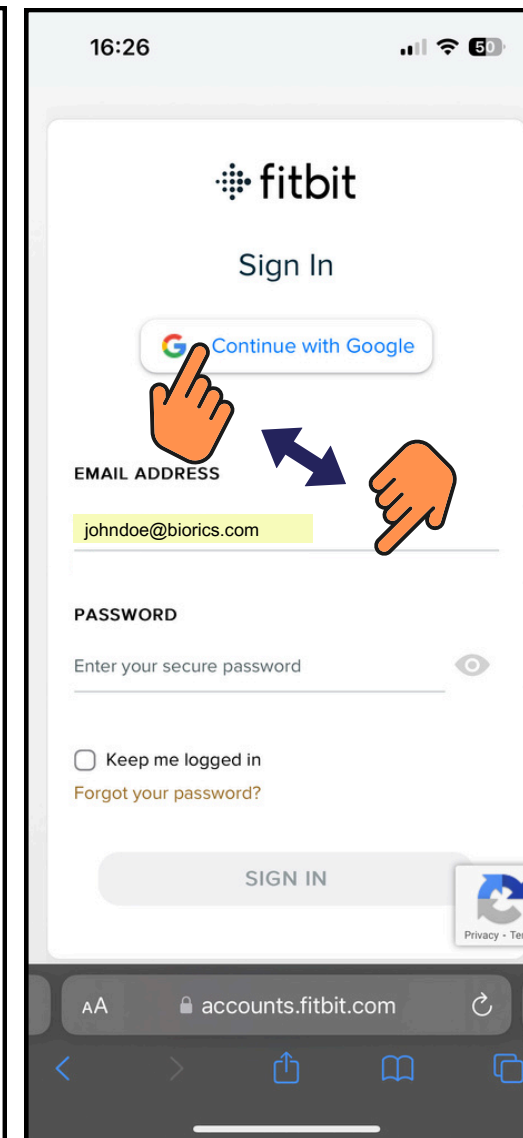 16:26
50
fitbit
Sign In
G Continue with Google
EMAIL ADDRESS
johndoe@biorics.com
PASSWORD
Enter your secure password
Keep me logged in
Forgot your password?
SIGN IN
Privacy - Ter
AA accounts.fitbit.com